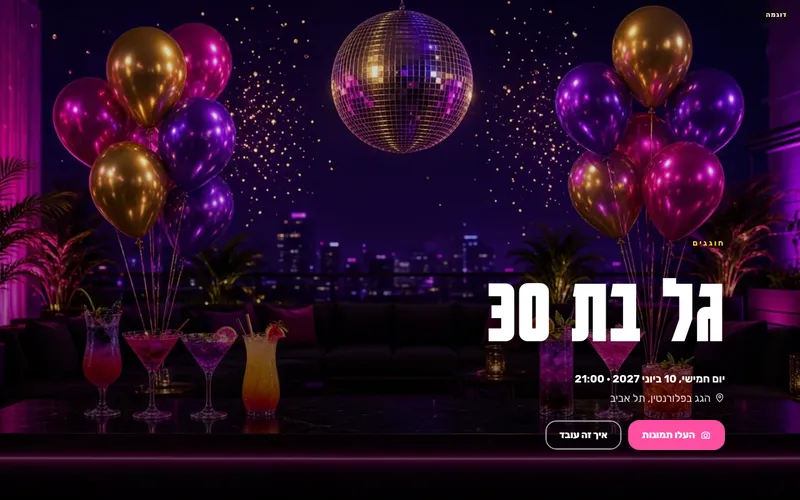 דוגמה
חוגגים
גל בת 30
יום חמישי, 10 ביוני 2027 • 21:00
הגג בפלורנטין, תל אביב
העלו תמונות
איך זה עובד